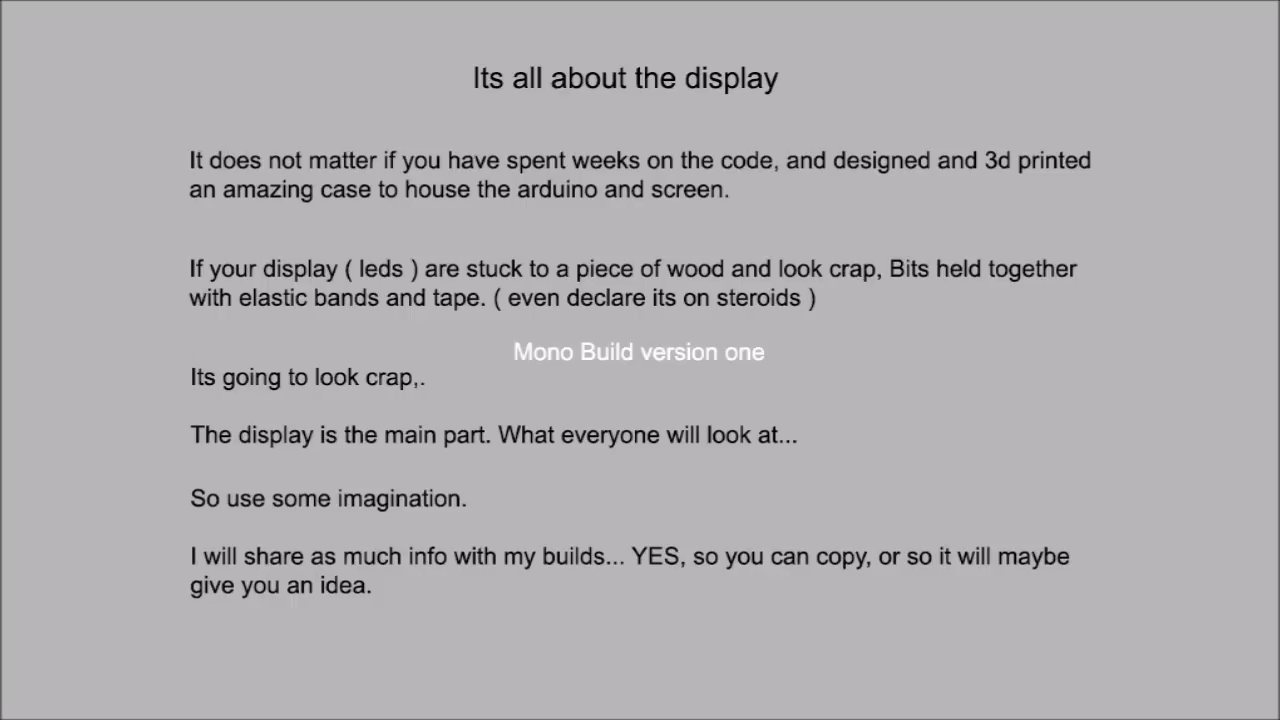 Its all about the display
It does not matter if you have spent weeks on the code, and designed and 3d printed
an amazing case to house the arduino and screen.
If your display ( leds ) are stuck to a piece of wood and look crap, Bits held together
with elastic bands and tape. ( even declare its on steroids )
Mono Build version one
Its going to look crap,.
The display is the main part. What everyone will look at...
So use some imagination.
I will share as much info with my builds... YES, so you can copy, or so it will maybe
give you an idea.